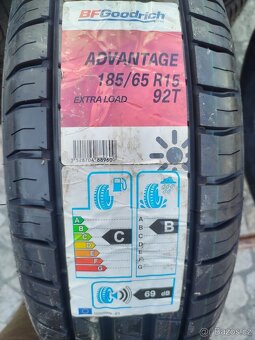 BFGoodrich
ADVANTAGE
185/65 R15
EXTRA LOAD 92T
A
B
C
D
E
F
G
C
A
B
C
D
E
F
G
B
69 dB